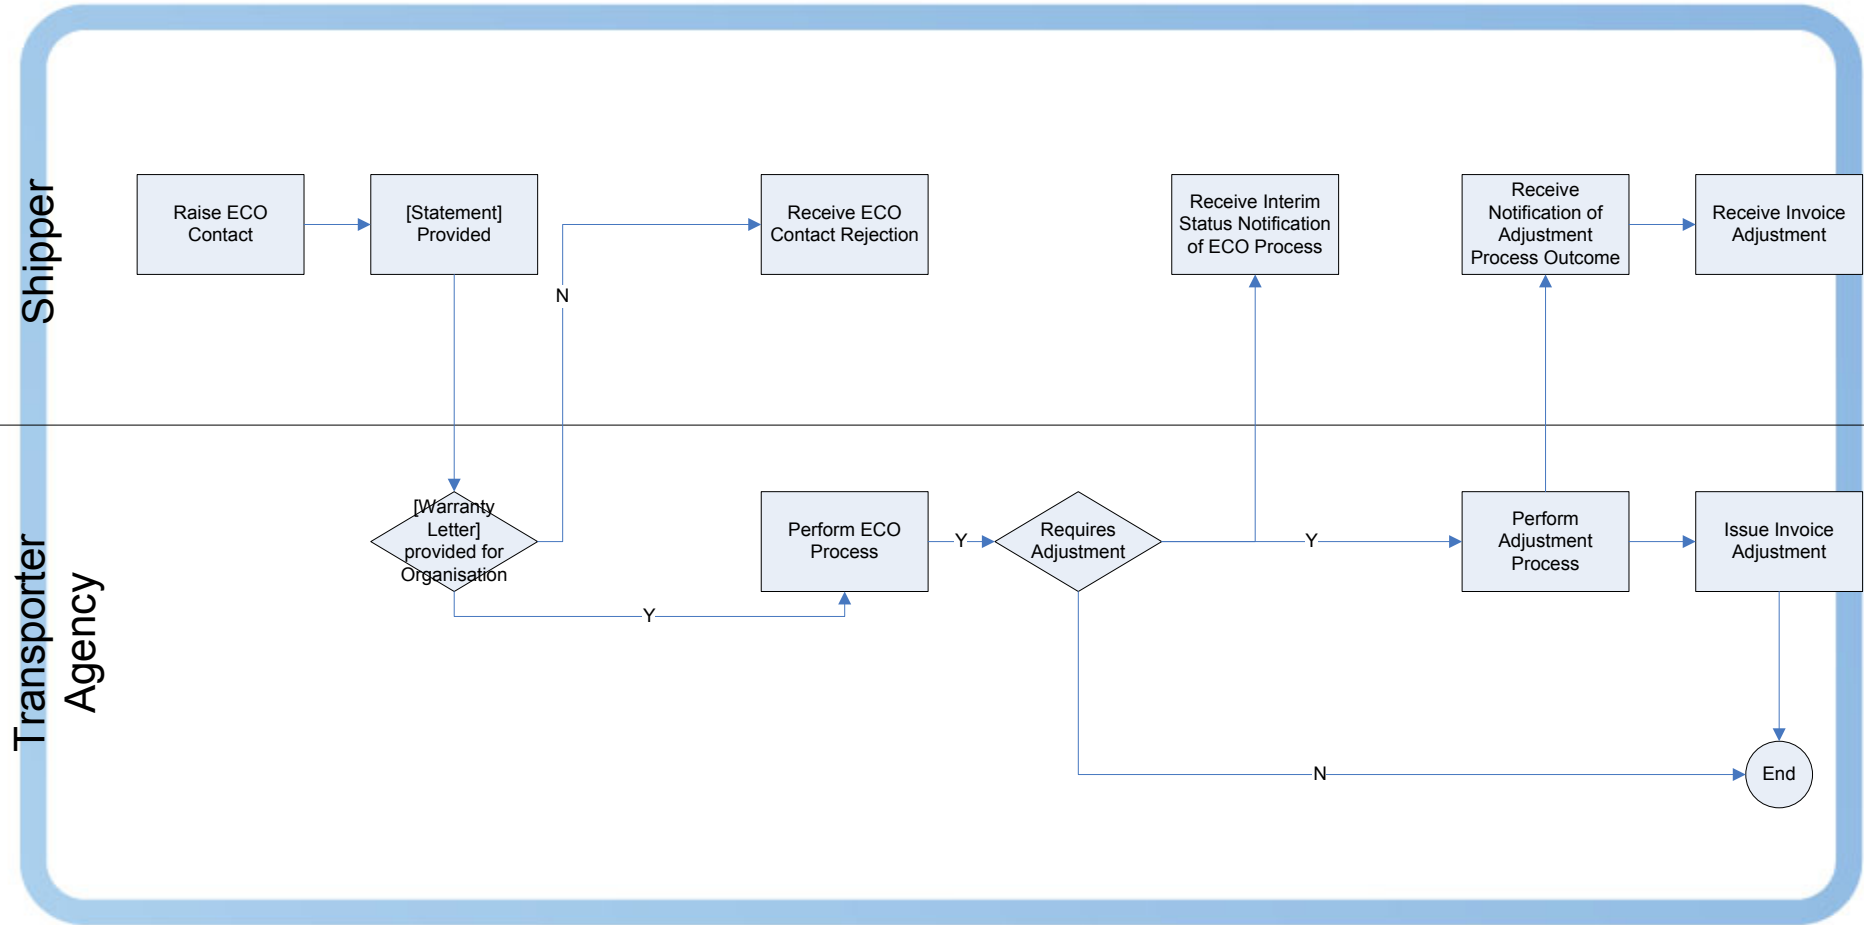 Shipper
Raise ECO
Contact
[Statement]
Provided
Receive ECO
Contact Rejection
Receive Interim
Status Notification
of ECO Process
Receive
Notification of
Adjustment
Process Outcome
Receive Invoice
Adjustment
N
Transporter
Agency
[Warranty
Letter]
provided for
Organisation
Perform ECO
Process
Y
Requires
Adjustment
Y
Perform
Adjustment
Process
Issue Invoice
Adjustment
Y
N
End